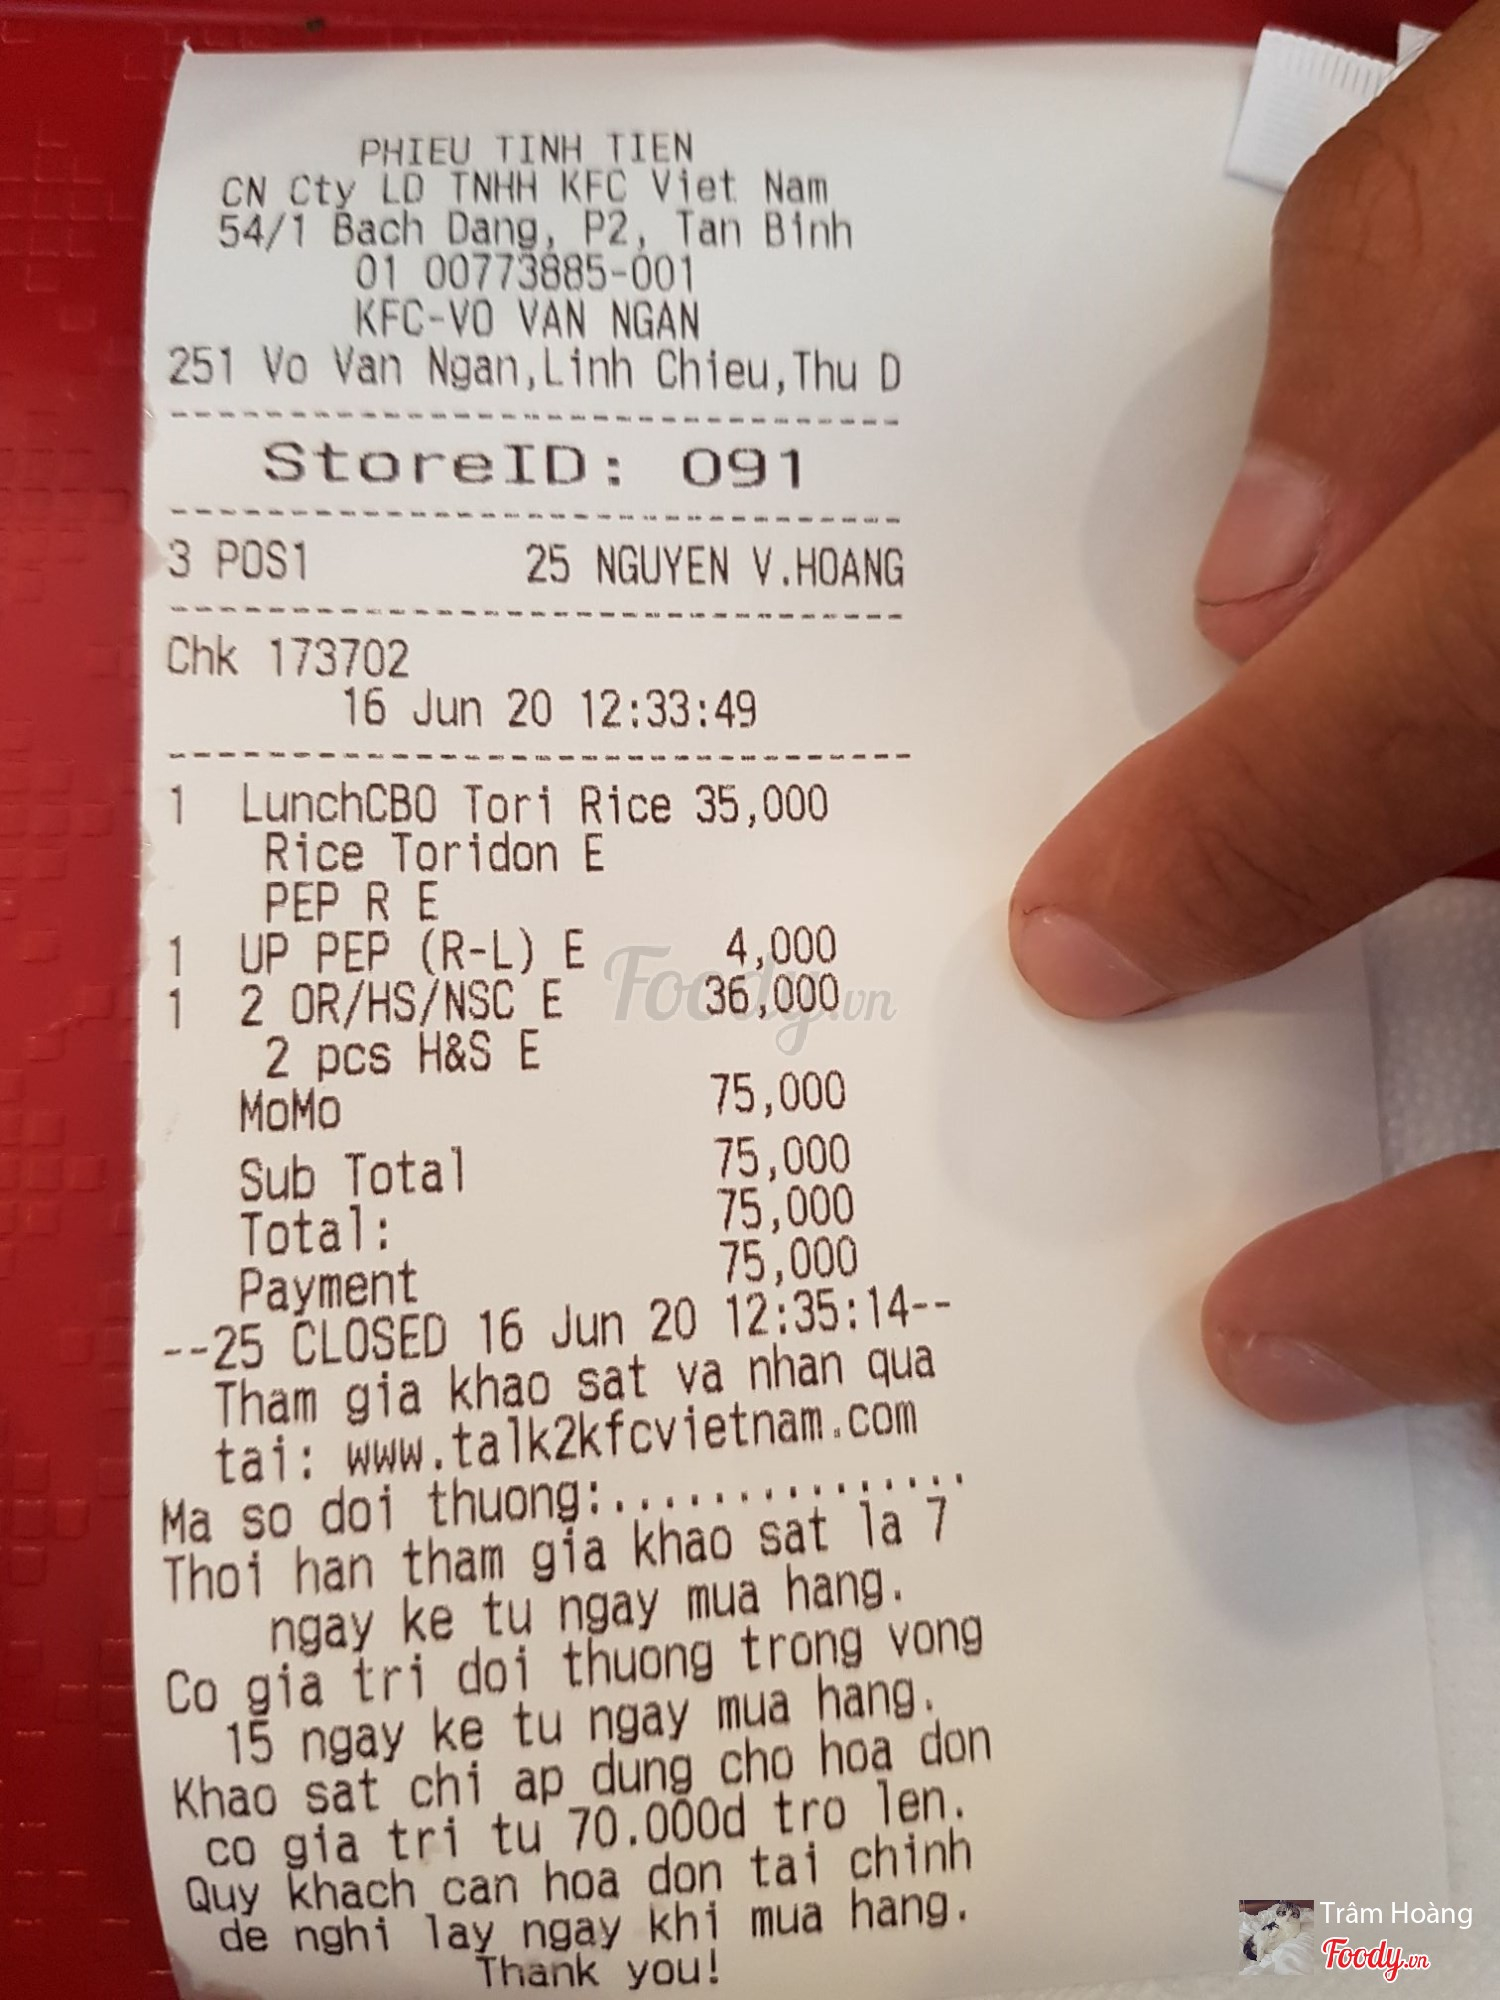 PHIEU TINH TIEN
CN Cty LD TNHH KFC Viet Nam
54/1 Bach Dang, P2, Tan Binh
01 00773885-001
KFC-VO VAN NGAN
251 Vo Van Ngan,Linh Chieu,Thu D
StoreID: 091
3 POS1 25 NGUYEN V.HOANG
Chk 173702
16 Jun 20 12:33:49
1 LunchCBO Tori Rice 35,000
Rice Toridon E
PEP R E
1 UP PEP (R-L) E 4,000
1 2 OR/HS/NSC E 36,000
2 pcs H&S E
MoMo 75,000
Sub Total 75,000
Total: 75,000
Payment 75,000
--25 CLOSED 16 Jun 20 12:35:14--
Tham gia khao sat va nhan qua
tai: www.talk2kfcvietnam.com
Ma so doi thuong:...............
Thoi han tham gia khao sat la 7
ngay ke tu ngay mua hang.
Co gia tri doi thuong trong vong
15 ngay ke tu ngay mua hang.
Khao sat chi ap dung cho hoa don
co gia tri tu 70.000d tro len.
Quy khach can hoa don tai chinh
de nghi lay ngay khi mua hang.
Thank you!
Foody.vn
Trâm Hoàng
Foody.vn